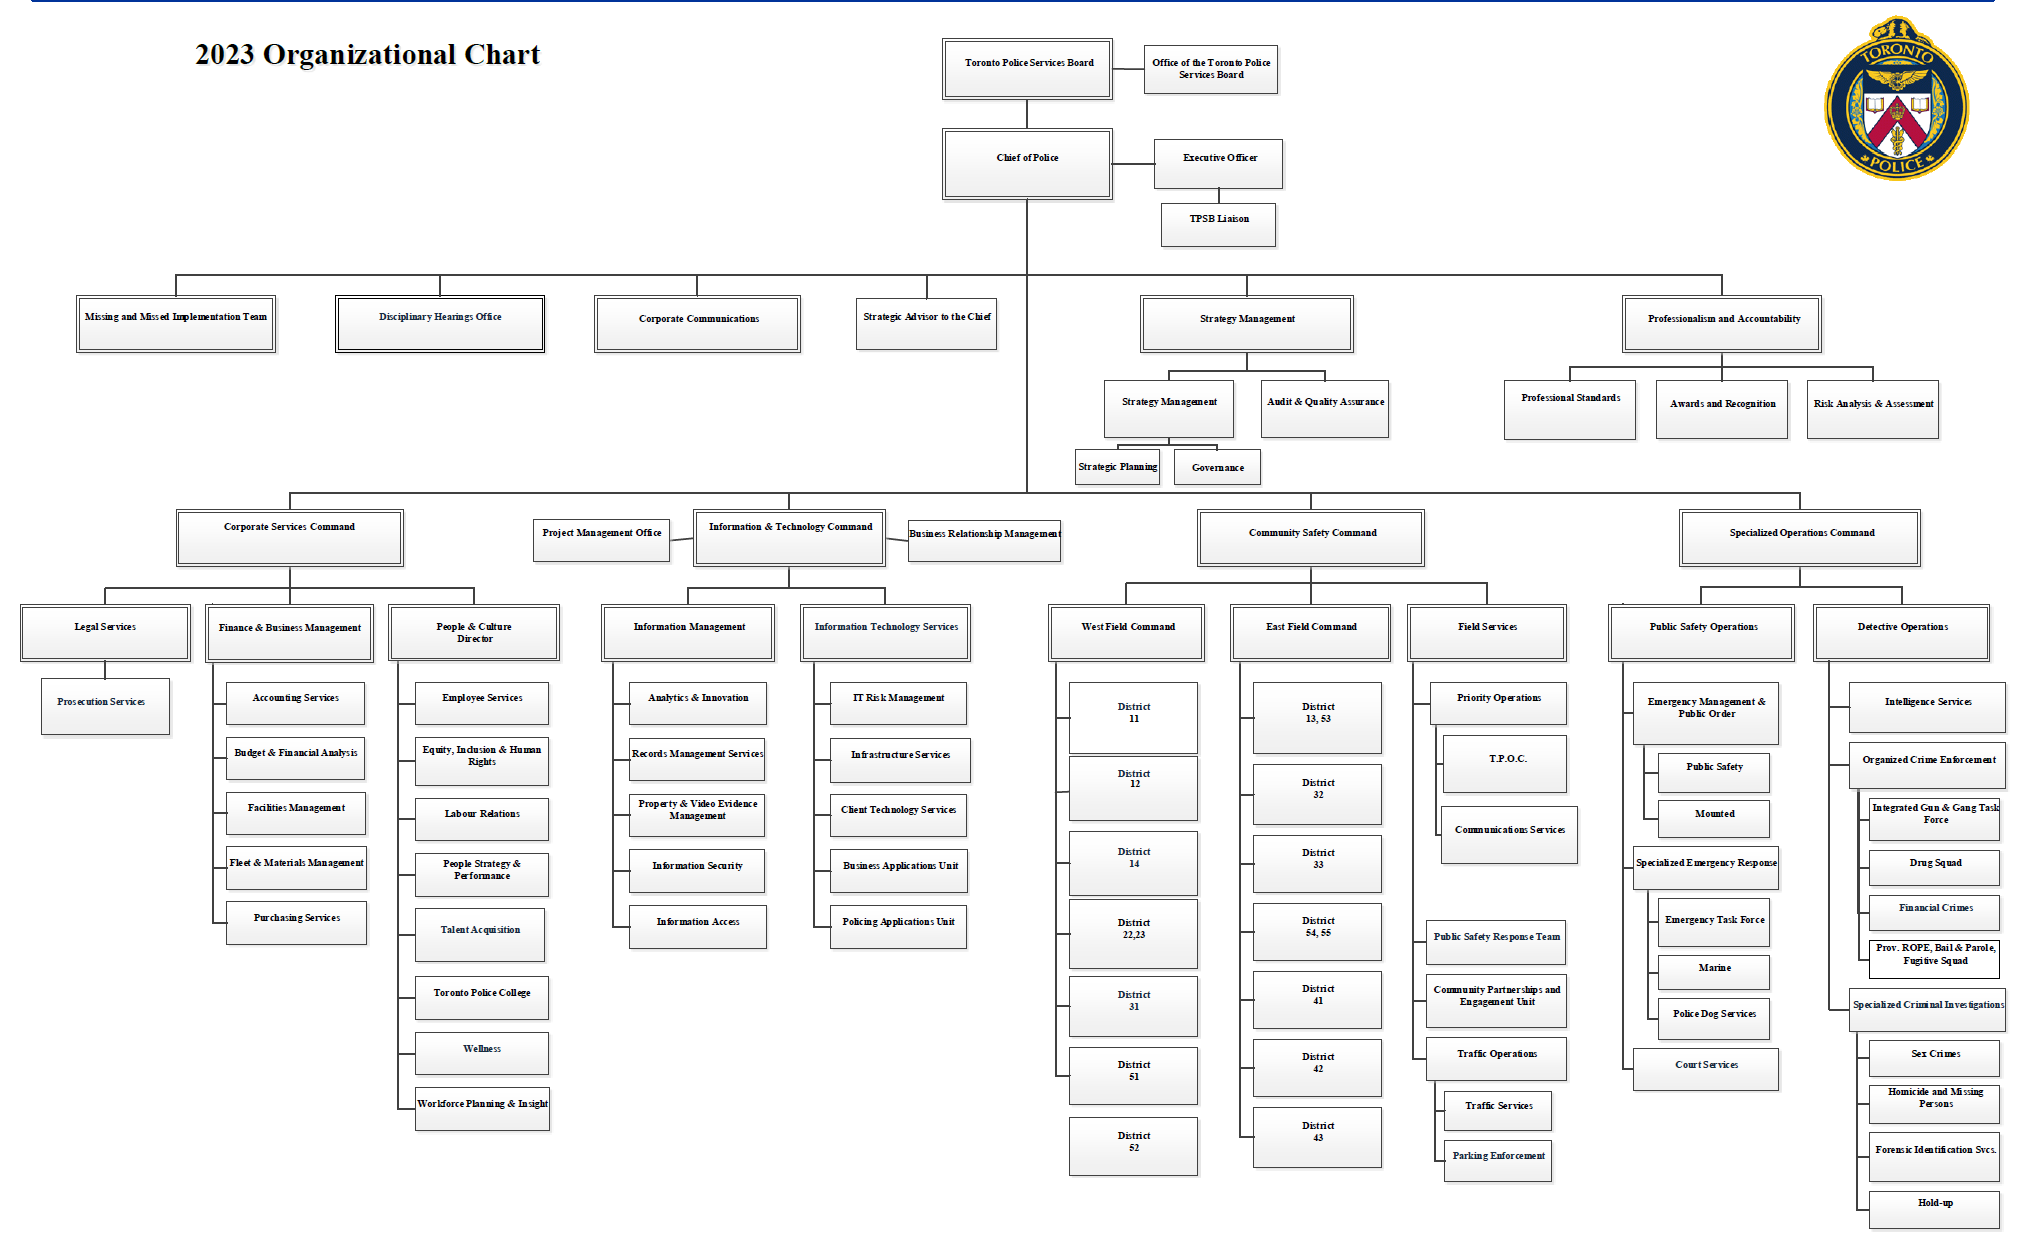 2023 Organizational Chart
Toronto Police Services Board
Office of the Toronto Police
Services Board
TORONTO
POLICE
Chief of Police
Executive Officer
TPSB Liaison
Missing and Missed Implementation Team
Disciplinary Hearings Office
Corporate Communications
Strategic Advisor to the Chief
Strategy Management
Professionalism and Accountability
Strategy Management
Audit & Quality Assurance
Professional Standards
Awards and Recognition
Risk Analysis & Assessment
Strategic Planning
Governance
Corporate Services Command
Project Management Office
Information & Technology Command
Business Relationship Management
Community Safety Command
Specialized Operations Command
Legal Services
Finance & Business Management
People & Culture
Director
Information Management
Information Technology Services
West Field Command
East Field Command
Field Services
Public Safety Operations
Detective Operations
Prosecution Services
Accounting Services
Budget & Financial Analysis
Facilities Management
Fleet & Materials Management
Purchasing Services
Employee Services
Equity, Inclusion & Human
Rights
Labour Relations
People Strategy &
Performance
Talent Acquisition
Toronto Police College
Wellness
Workforce Planning & Insight
Analytics & Innovation
Records Management Services
Property & Video Evidence
Management
Information Security
Information Access
IT Risk Management
Infrastructure Services
Client Technology Services
Business Applications Unit
Policing Applications Unit
District
11
District
12
District
14
District
22,23
District
31
District
51
District
52
District
13, 53
District
32
District
33
District
54, 55
District
41
District
42
District
43
Priority Operations
T.P.O.C.
Communications Services
Public Safety Response Team
Community Partnerships and
Engagement Unit
Traffic Operations
Traffic Services
Parking Enforcement
Emergency Management &
Public Order
Public Safety
Mounted
Specialized Emergency Response
Emergency Task Force
Marine
Police Dog Services
Court Services
Intelligence Services
Organized Crime Enforcement
Integrated Gun & Gang Task
Force
Drug Squad
Financial Crimes
Prov. ROPE, Bail & Parole,
Fugitive Squad
Specialized Criminal Investigations
Sex Crimes
Homicide and Missing
Persons
Forensic Identification Svcs.
Hold-up